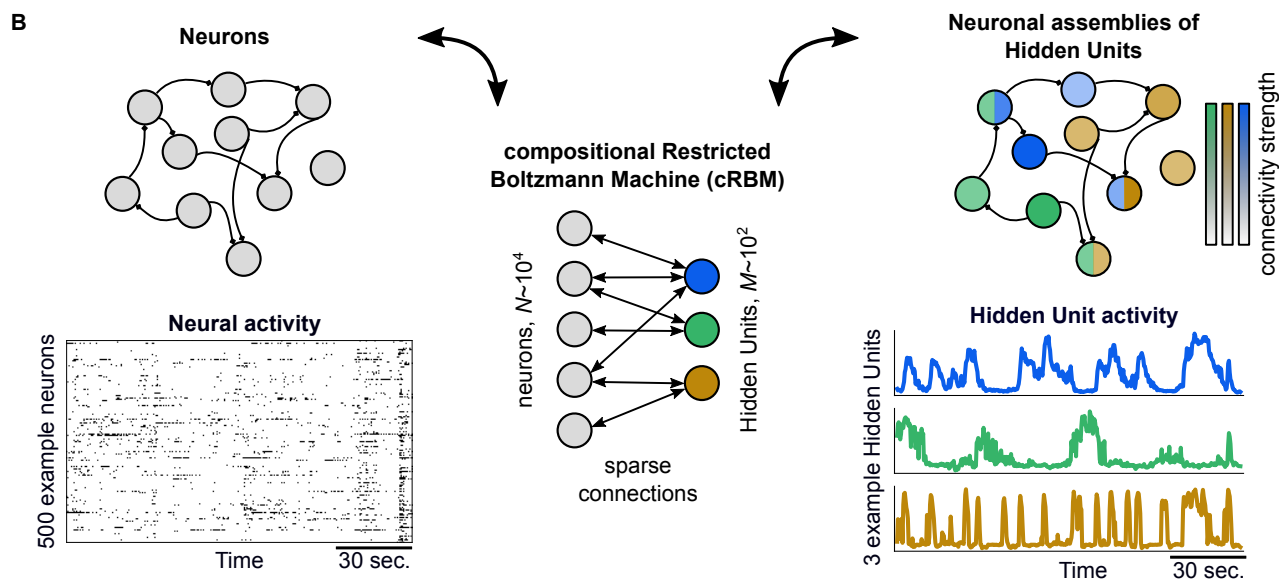 B
Neurons
Neuronal assemblies of
Hidden Units
connectivity strength
compositional Restricted
Boltzmann Machine (cRBM)
neurons, N~10⁴
Hidden Units, M~10²
sparse
connections
Neural activity
500 example neurons
Time
30 sec.
Hidden Unit activity
3 example Hidden Units
Time
30 sec.